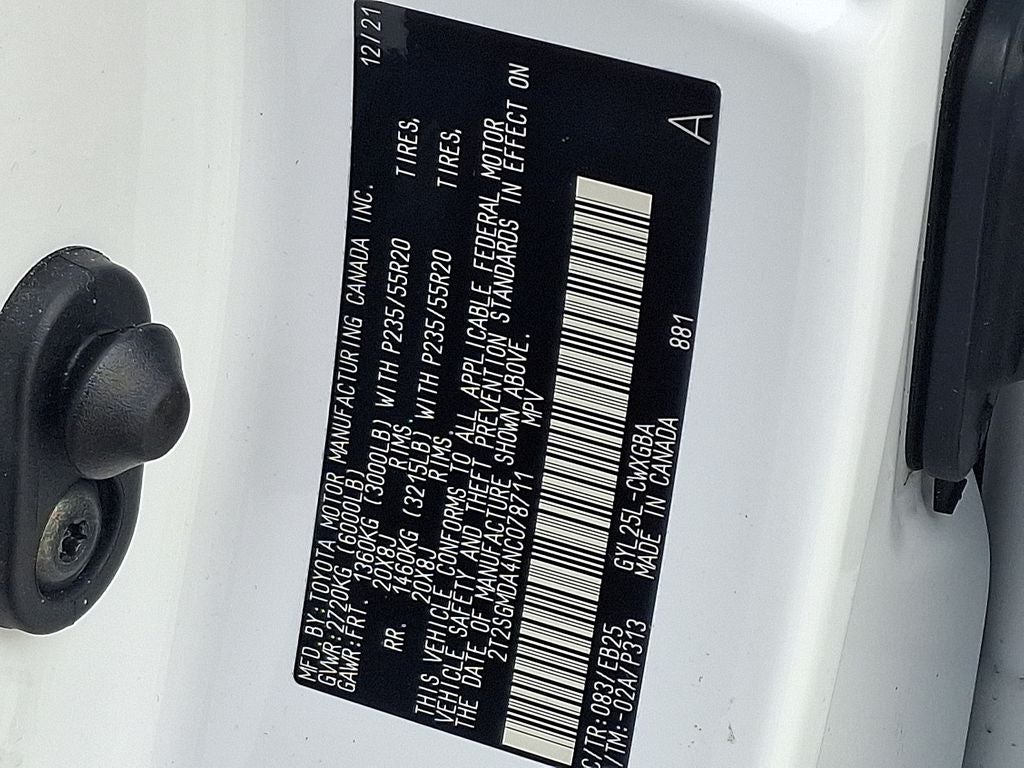 MFD.BY:TOYOTA MOTOR MANUFACTURING CANADA INC. 12/21
GVWR:2720KG(6000LB)
GAWR:FRT. 1360KG (3000LB) WITH P235/55R20 TIRES,
20X8J RIMS.
RR. 1460KG (3215LB) WITH P235/55R20 TIRES,
20X8J RIMS.
THIS VEHICLE CONFORMS TO ALL APPLICABLE FEDERAL MOTOR
VEHICLE SAFETY AND THEFT PREVENTION STANDARDS IN EFFECT ON
THE DATE OF MANUFACTURE SHOWN ABOVE.
2T2SGMDA4NC078711 MPV
C/TR:083/EB25 GYL25L-CWXGBA
/TM:-02A/P313 MADE IN CANADA 881 A